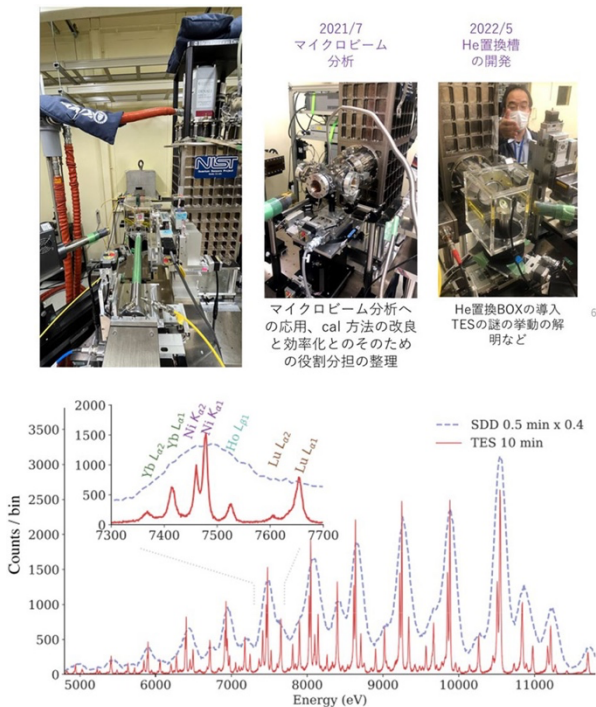 2021/7
マイクロビーム
分析
2022/5
He置換槽
の開発
NIST
マイクロビーム分析へ
の応用、cal 方法の改良
と効率化とのそのため
の役割分担の整理
He置換BOXの導入
TESの謎の挙動の解
明など
6
Counts / bin
3500
3000
2500
2000
1500
1000
500
0
2000
1500
1000
500
0
Yb Lα2
Yb Lα1
Ni Kα2
Ni Kα1
Ho Lβ1
Lu Lα2
Lu Lα1
7300
7400
7500
7600
7700
SDD 0.5 min x 0.4
TES 10 min
4000
5000
6000
7000
8000
9000
10000
11000
Energy (eV)